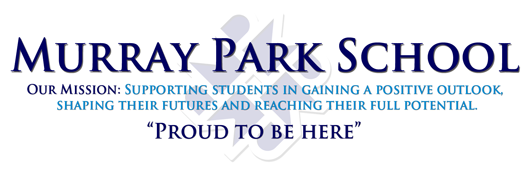 MURRAY PARK SCHOOL
OUR MISSION: SUPPORTING STUDENTS IN GAINING A POSITIVE OUTLOOK,
SHAPING THEIR FUTURES AND REACHING THEIR FULL POTENTIAL.
“PROUD TO BE HERE”